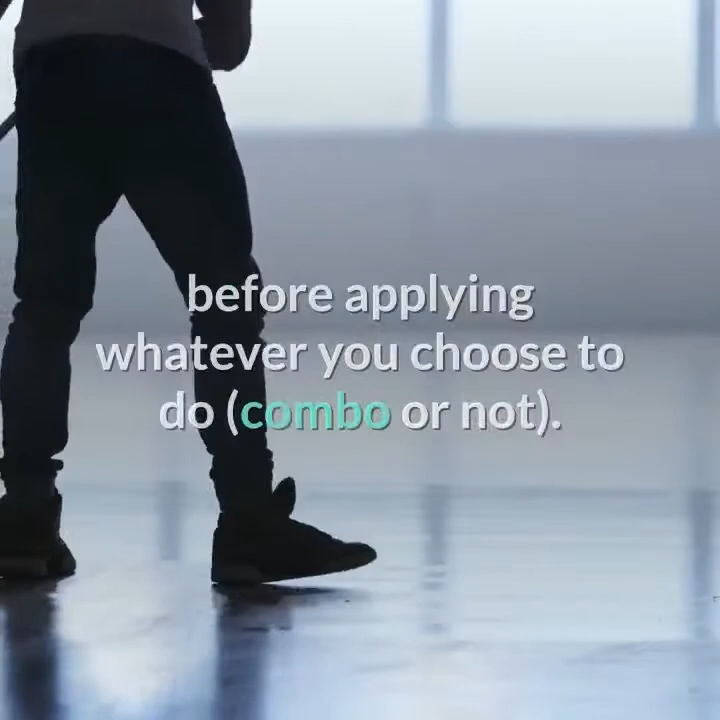 before applying
whatever you choose to
do (combo or not).